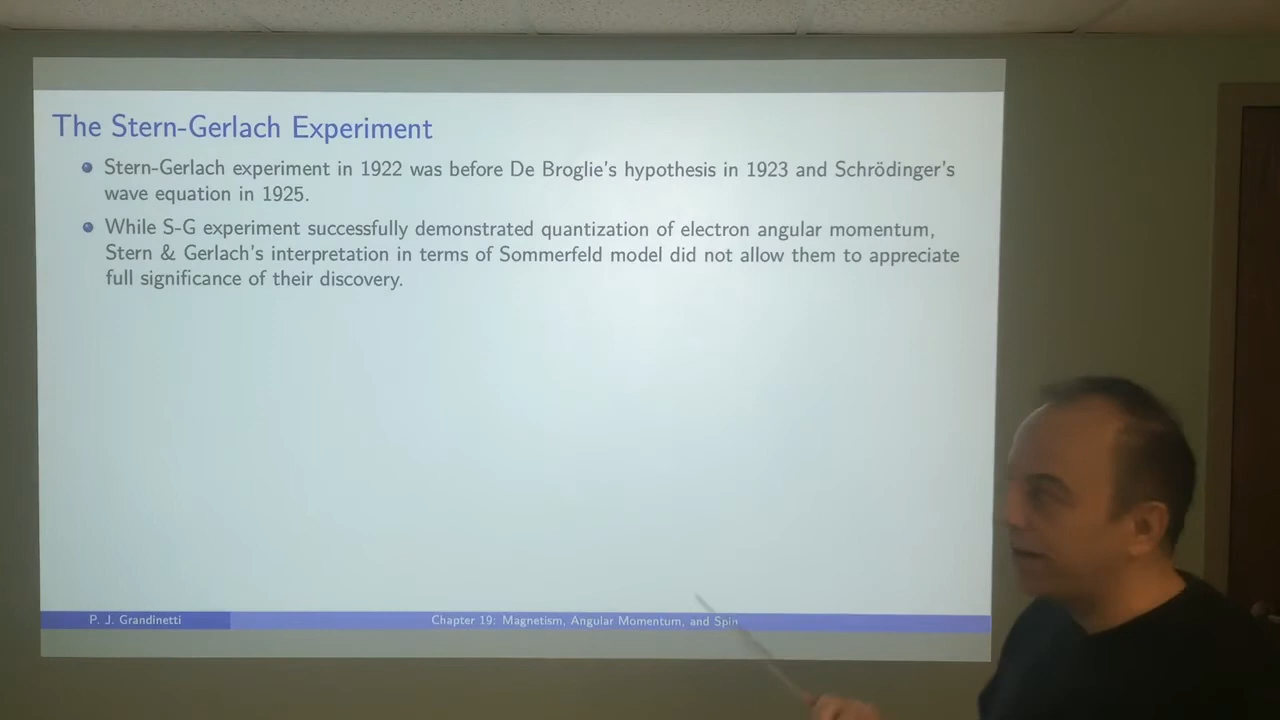 The Stern-Gerlach Experiment
Stern-Gerlach experiment in 1922 was before De Broglie's hypothesis in 1923 and Schrödinger's
wave equation in 1925.
While S-G experiment successfully demonstrated quantization of electron angular momentum,
Stern & Gerlach's interpretation in terms of Sommerfeld model did not allow them to appreciate
full significance of their discovery.
P. J. Grandinetti
Chapter 19: Magnetism, Angular Momentum, and Spin